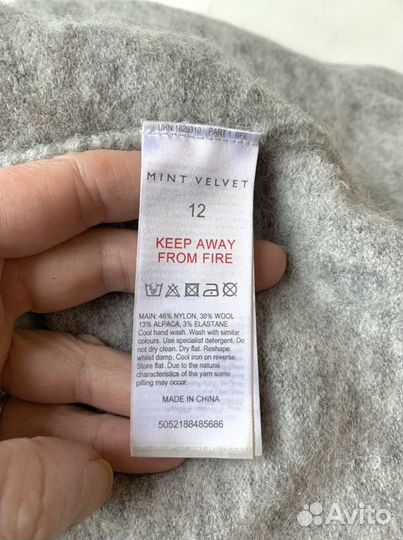 URN:1829310 PART 1 BFE
MINT VELVET
12
KEEP AWAY
FROM FIRE
MAIN: 46% NYLON, 38% WOOL
13% ALPACA, 3% ELASTANE
Cool hand wash. Wash with similar
colours. Use specialist detergent. Do
not dry clean. Dry flat. Reshape
whilst damp. Cool iron on reverse.
Store flat. Due to the natural
characteristics of the yarn some
pilling may occur.
MADE IN CHINA
5052188485686
Avito